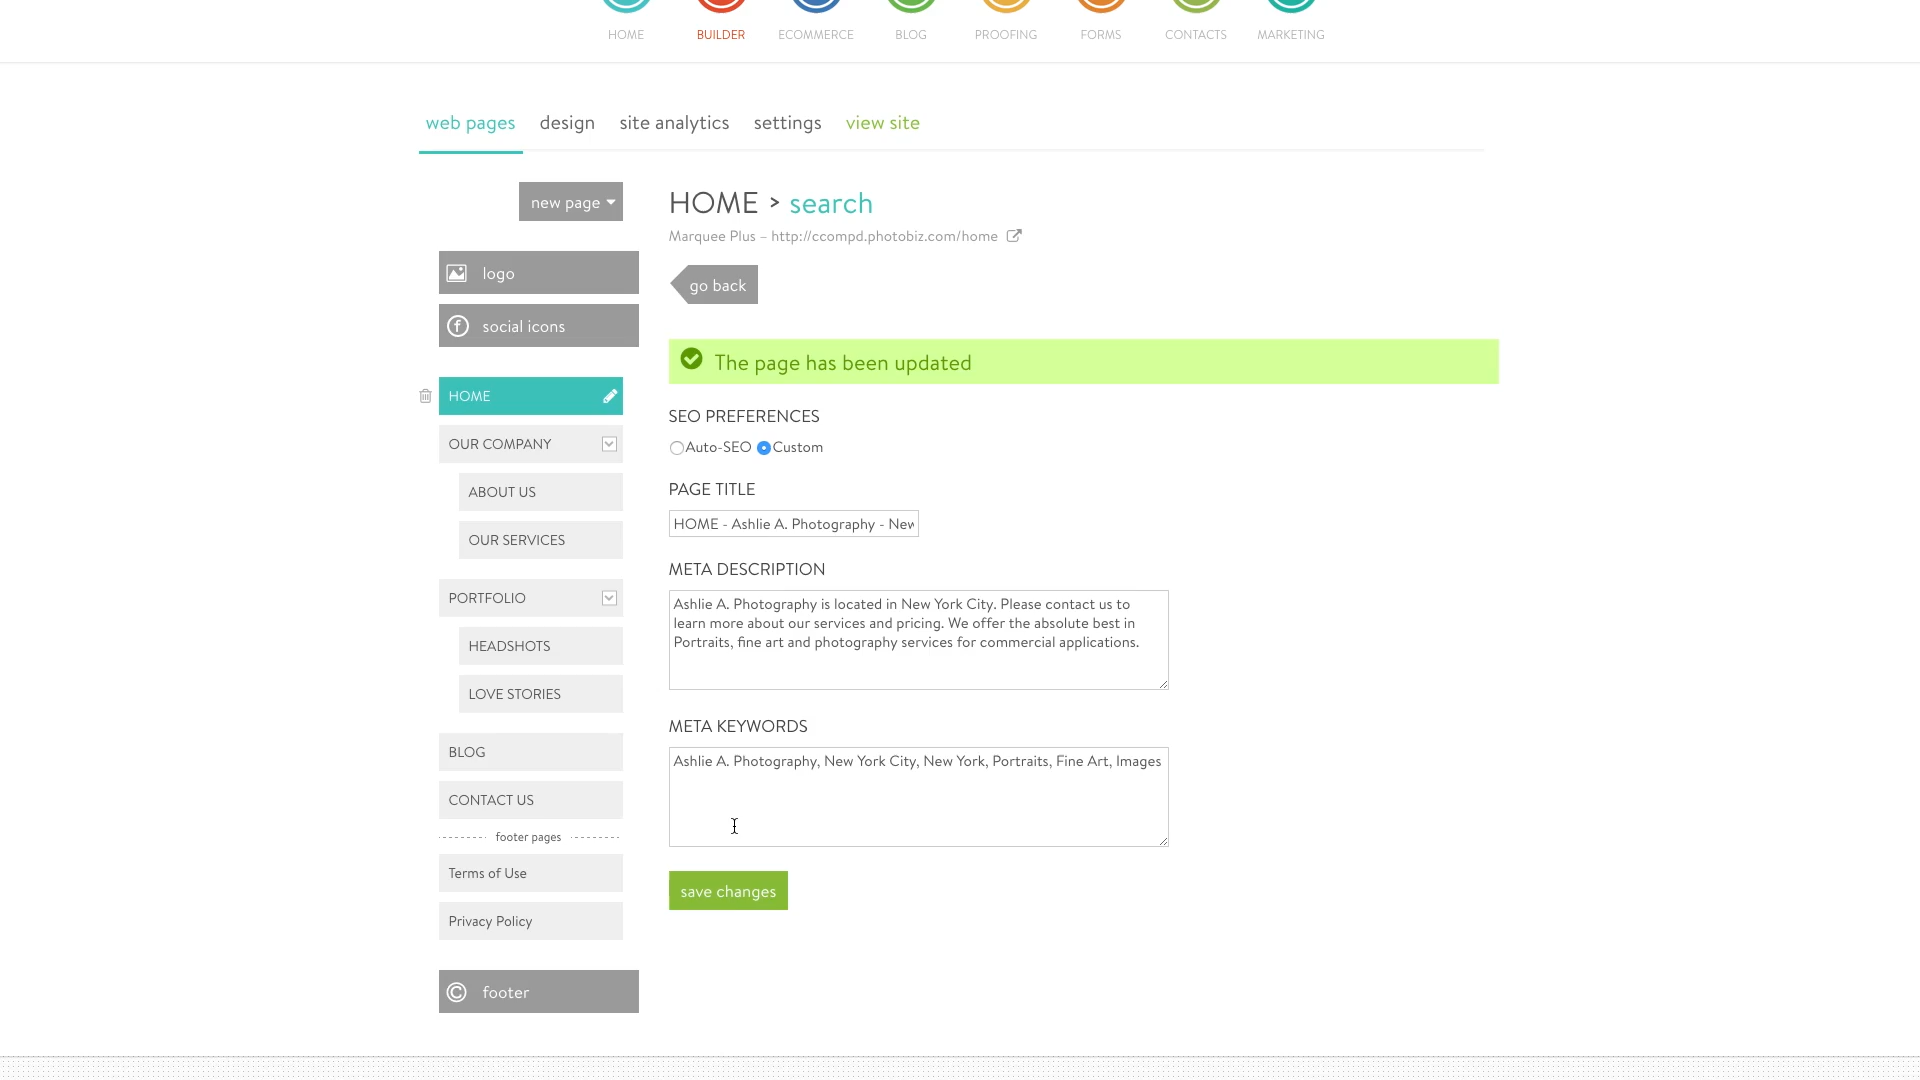 HOME BUILDER ECOMMERCE BLOG PROOFING FORMS CONTACTS MARKETING
web pages design site analytics settings view site
new page
logo
social icons
HOME
OUR COMPANY
ABOUT US
OUR SERVICES
PORTFOLIO
HEADSHOTS
LOVE STORIES
BLOG
CONTACT US
footer pages
Terms of Use
Privacy Policy
footer
HOME > search
Marquee Plus – http://ccompd.photobiz.com/home
go back
The page has been updated
SEO PREFERENCES
Auto-SEO Custom
PAGE TITLE
HOME - Ashlie A. Photography - New
META DESCRIPTION
Ashlie A. Photography is located in New York City. Please contact us to
learn more about our services and pricing. We offer the absolute best in
Portraits, fine art and photography services for commercial applications.
META KEYWORDS
Ashlie A. Photography, New York City, New York, Portraits, Fine Art, Images
save changes